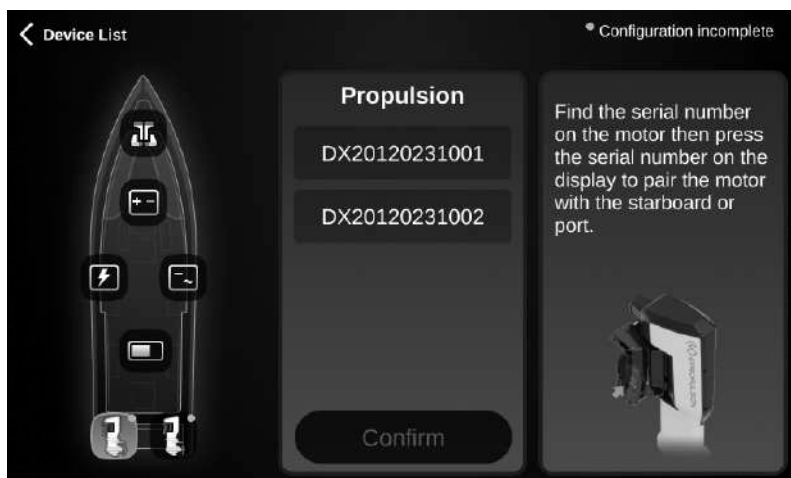 Device List
Configuration incomplete
Propulsion
DX20120231001
DX20120231002
Confirm
Find the serial number
on the motor then press
the serial number on the
display to pair the motor
with the starboard or
port.